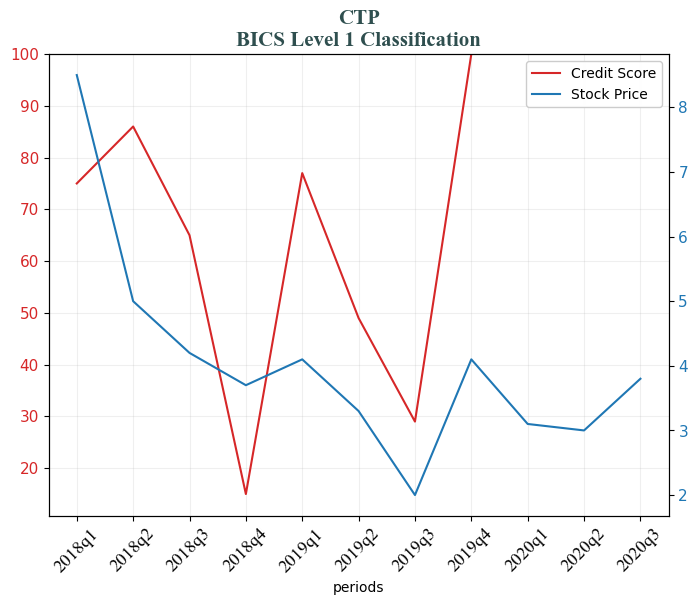 CTP
BICS Level 1 Classification
100
90
80
70
60
50
40
30
20
Credit Score
Stock Price
8
7
6
5
4
3
2
2018q1
2018q2
2018q3
2018q4
2019q1
2019q2
2019q3
2019q4
2020q1
2020q2
2020q3
periods